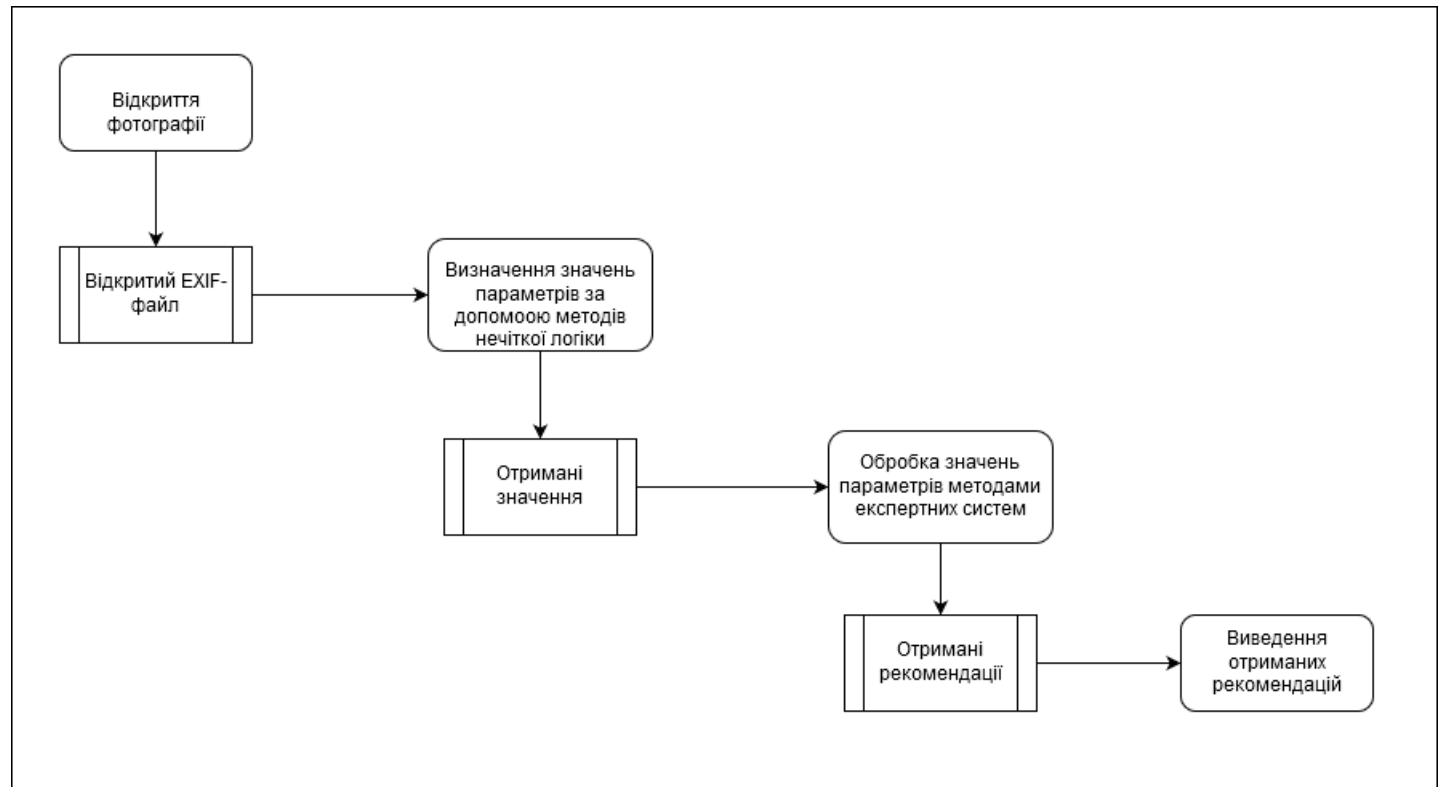 Відкриття
фотографії
Відкритий EXIF-
файл
Визначення значень
параметрів за
допомоою методів
нечіткої логіки
Отримані
значення
Обробка значень
параметрів методами
експертних систем
Отримані
рекомендації
Виведення
отриманих
рекомендацій